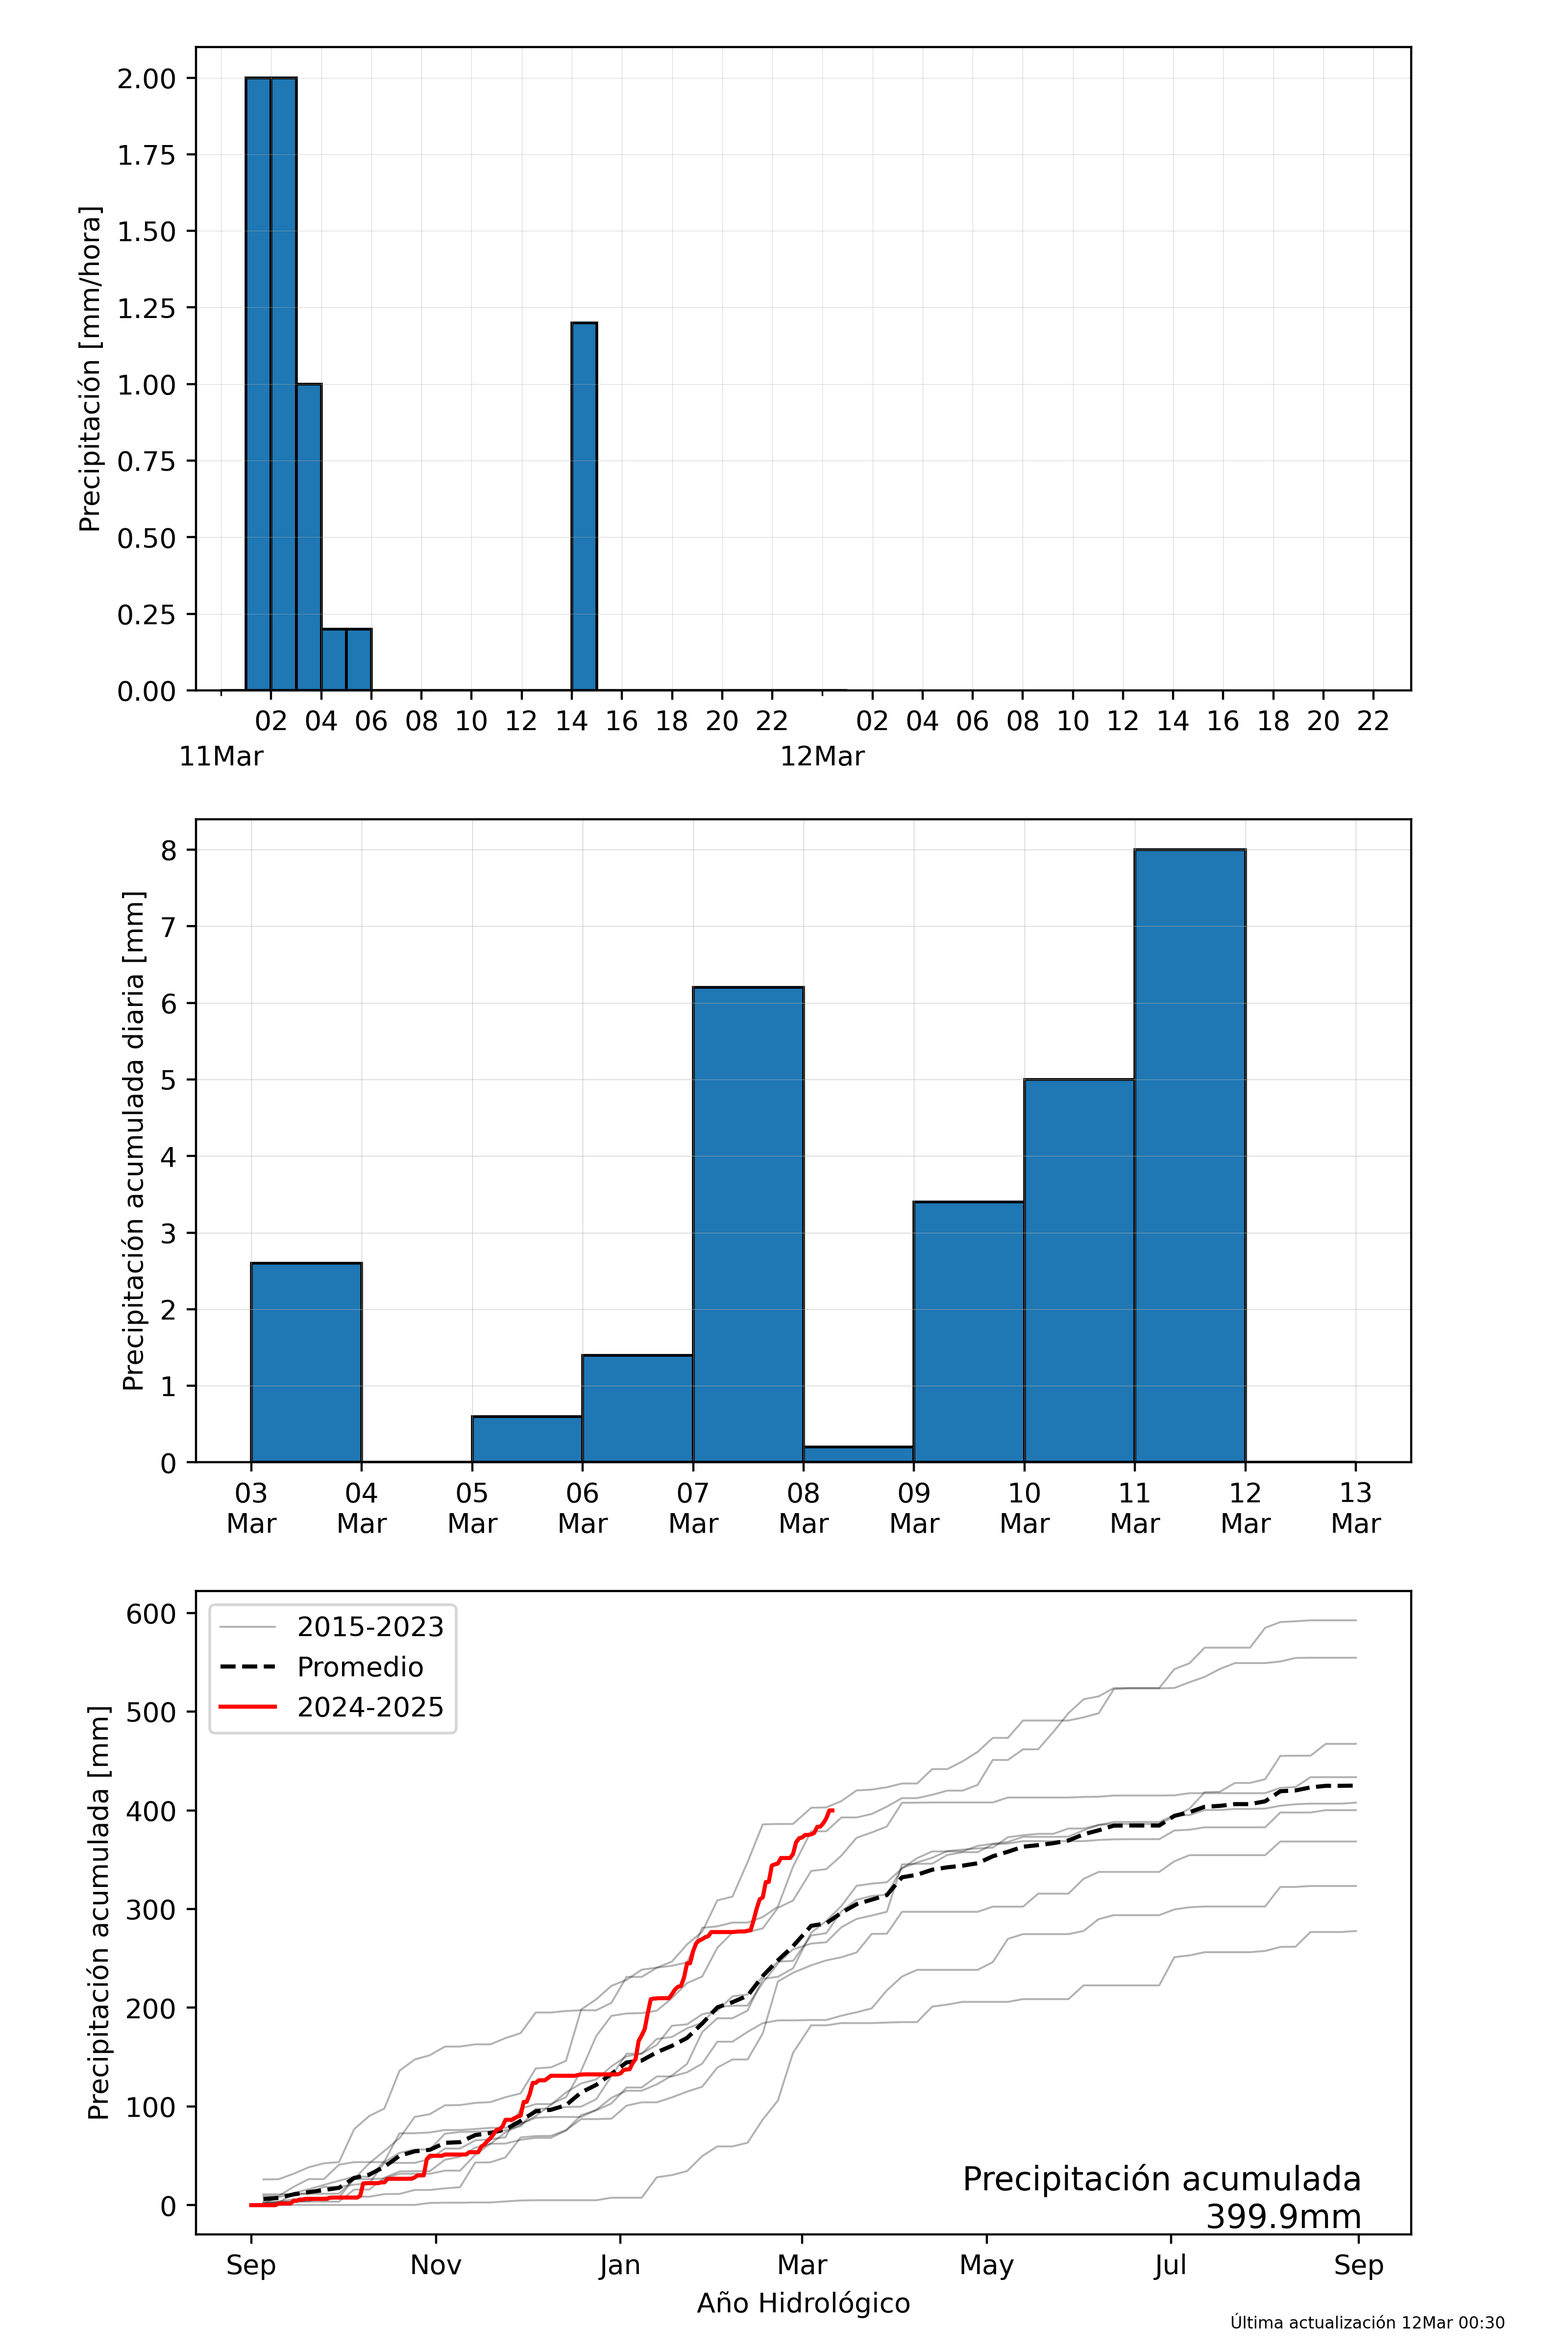 Precipitación [mm/hora]
2.00
1.75
1.50
1.25
1.00
0.75
0.50
0.25
0.00
02 04 06 08 10 12 14 16 18 20 22 02 04 06 08 10 12 14 16 18 20 22
11Mar 12Mar
Precipitación acumulada diaria [mm]
8
7
6
5
4
3
2
1
0
03 04 05 06 07 08 09 10 11 12 13
Mar Mar Mar Mar Mar Mar Mar Mar Mar Mar Mar
Precipitación acumulada [mm]
600
500
400
300
200
100
0
2015-2023
Promedio
2024-2025
Precipitación acumulada
399.9mm
Sep Nov Jan Mar May Jul Sep
Año Hidrológico
Última actualización 12Mar 00:30